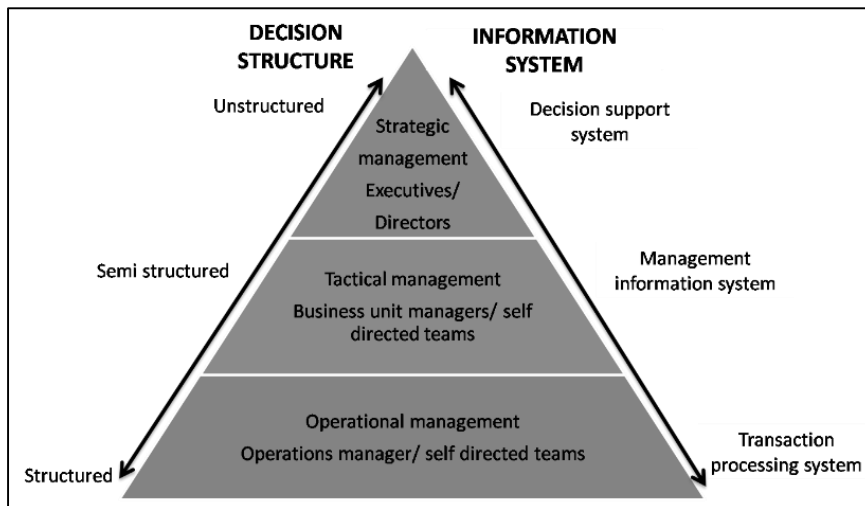 DECISION
STRUCTURE
INFORMATION
SYSTEM
Unstructured
Decision support
system
Strategic
management
Executives/
Directors
Semi structured
Management
information system
Tactical management
Business unit managers/ self
directed teams
Operational management
Operations manager/ self directed teams
Structured
Transaction
processing system